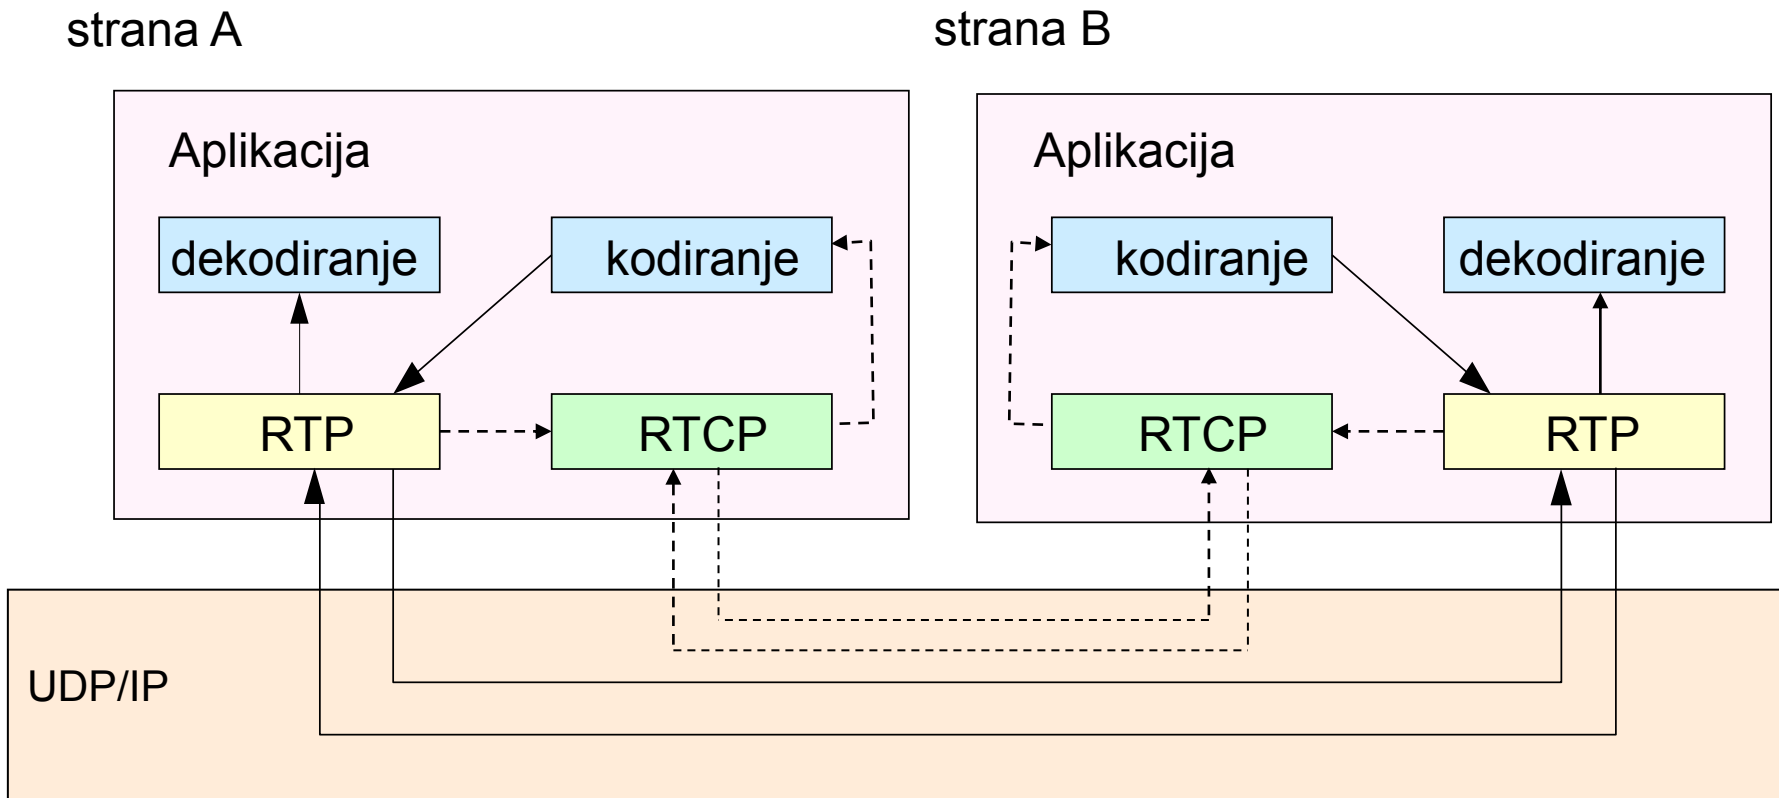 strana A
strana B
Aplikacija
Aplikacija
dekodiranje
kodiranje
kodiranje
dekodiranje
RTP
RTCP
RTCP
RTP
UDP/IP